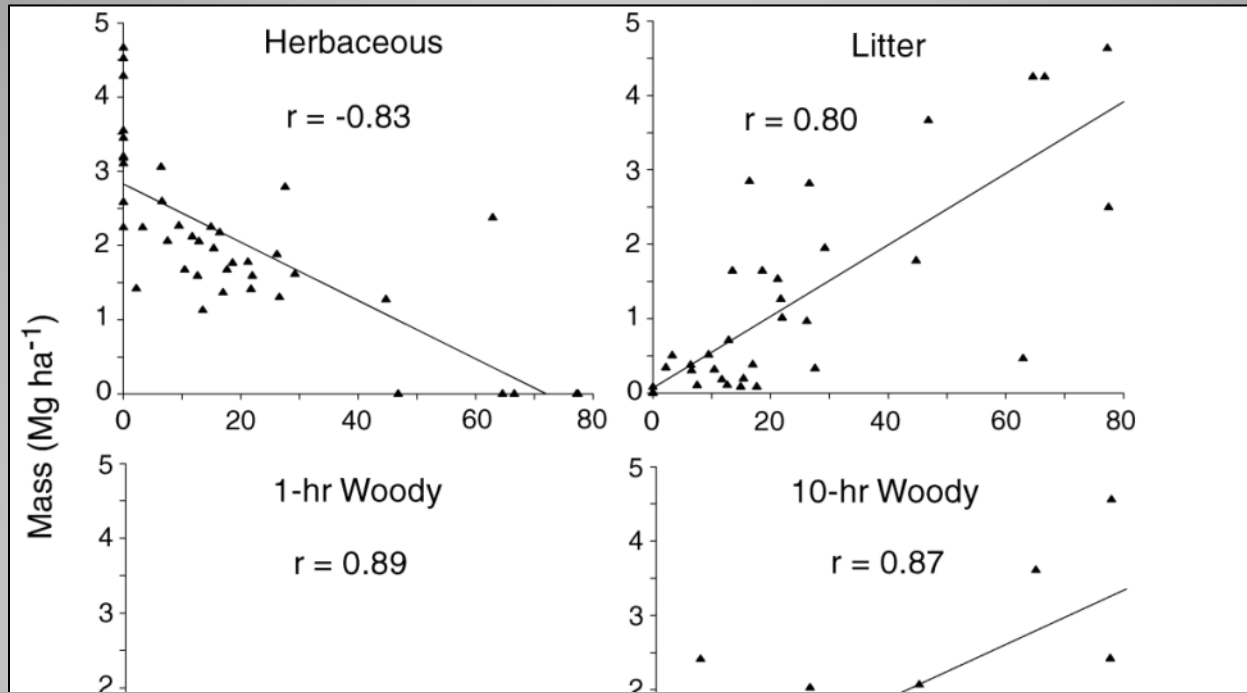 Mass (Mg ha⁻¹)
Herbaceous
r = -0.83
5
4
3
2
1
0
0 20 40 60 80
Litter
r = 0.80
5
4
3
2
1
0
0 20 40 60 80
1-hr Woody
r = 0.89
5
4
3
2
10-hr Woody
r = 0.87
5
4
3
2